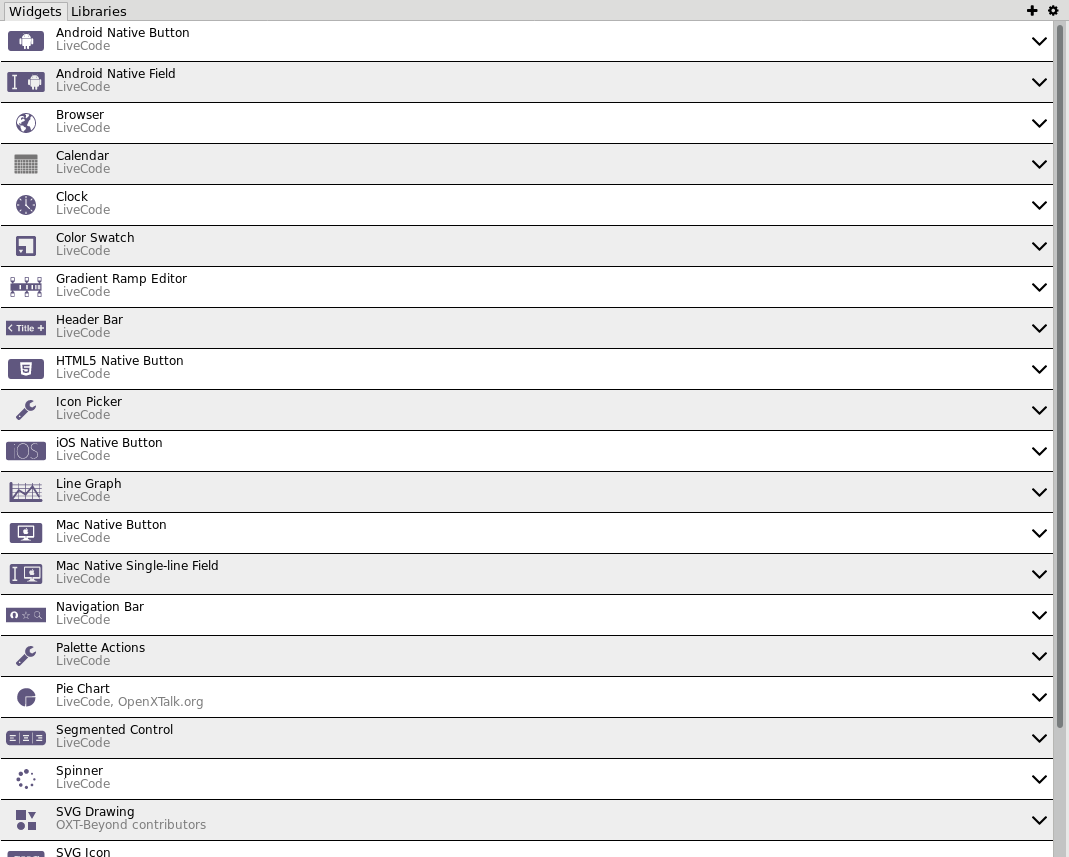 Widgets Libraries
Android Native Button
LiveCode
Android Native Field
LiveCode
Browser
LiveCode
Calendar
LiveCode
Clock
LiveCode
Color Swatch
LiveCode
Gradient Ramp Editor
LiveCode
Title
Header Bar
LiveCode
HTML5 Native Button
LiveCode
Icon Picker
LiveCode
iOS
iOS Native Button
LiveCode
Line Graph
LiveCode
Mac Native Button
LiveCode
Mac Native Single-line Field
LiveCode
Navigation Bar
LiveCode
Palette Actions
LiveCode
Pie Chart
LiveCode, OpenXTalk.org
Segmented Control
LiveCode
Spinner
LiveCode
SVG Drawing
OXT-Beyond contributors
SVG Icon